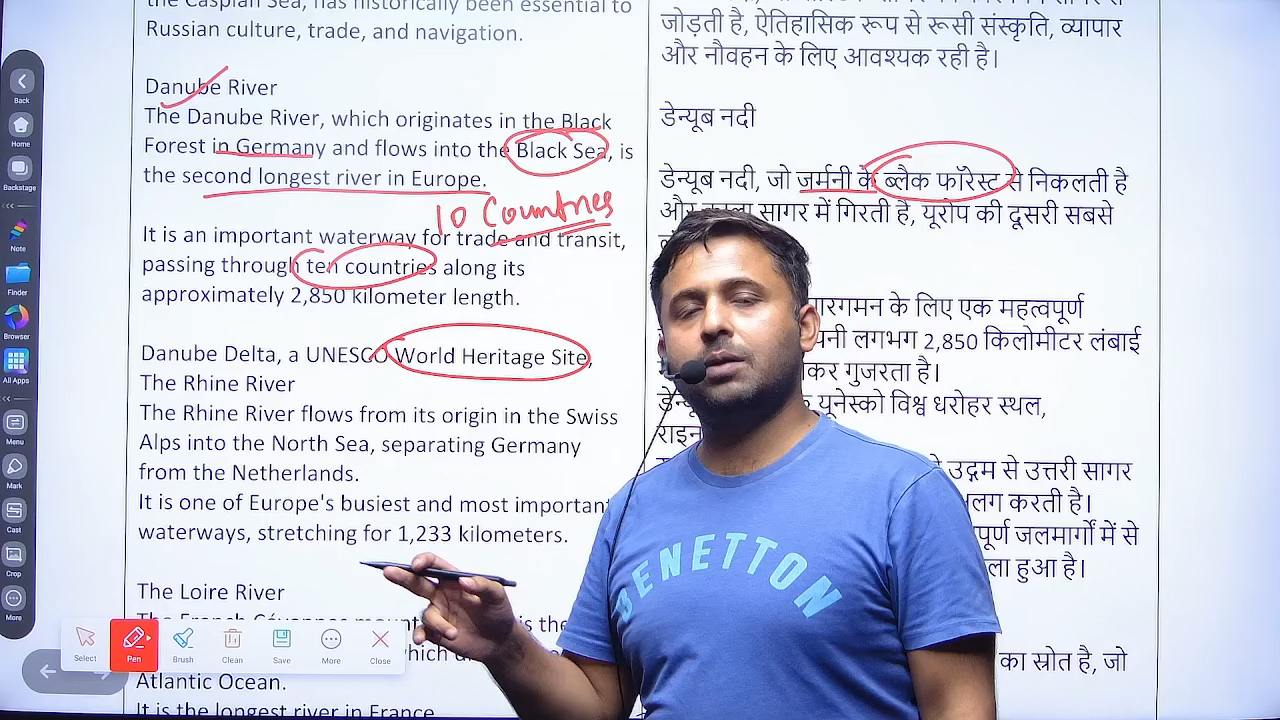 the Caspian Sea, has historically been essential to
Russian culture, trade, and navigation.
Danube River
The Danube River, which originates in the Black
Forest in Germany and flows into the Black Sea, is
the second longest river in Europe.
10 Countries
It is an important waterway for trade and transit,
passing through ten countries along its
approximately 2,850 kilometer length.
Danube Delta, a UNESCO World Heritage Site,
The Rhine River
The Rhine River flows from its origin in the Swiss
Alps into the North Sea, separating Germany
from the Netherlands.
It is one of Europe's busiest and most important
waterways, stretching for 1,233 kilometers.
The Loire River
The French
is the
which
Atlantic Ocean.
It is the longest river in France
जोड़ती है, ऐतिहासिक रूप से रूसी संस्कृति, व्यापार
और नौवहन के लिए आवश्यक रही है।
डेन्यूब नदी
डेन्यूब नदी, जो जर्मनी के ब्लैक फॉरेस्ट से निकलती है
और काला सागर में गिरती है, यूरोप की दूसरी सबसे
के लिए एक महत्वपूर्ण
लगभग 2,850 किलोमीटर लंबाई
गुजरता है।
यूनेस्को विश्व धरोहर स्थल,
उद्गम से उत्तरी सागर
करती है।
जलमार्गों में से
हुआ है।
का स्रोत है, जो
BENETTON
Back
Home
Backstage
Note
Finder
Browser
All Apps
Menu
Mark
Cast
Crop
More
Select
Pen
Brush
Clean
Save
More
Close